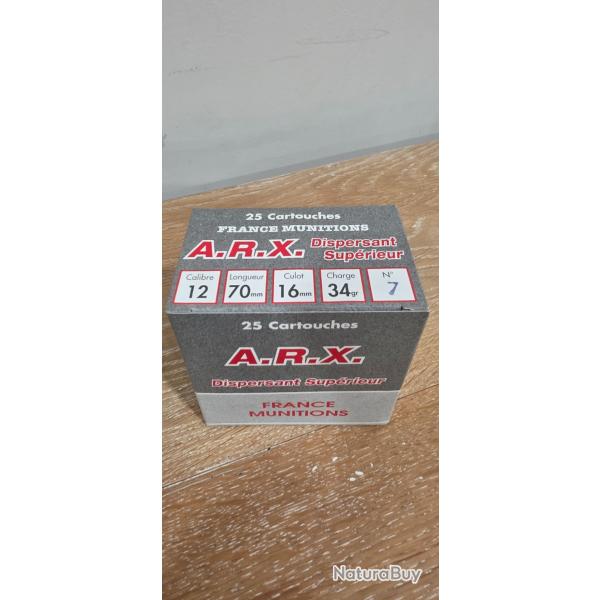 25 Cartouches
FRANCE MUNITIONS
A.R.X. Dispersant Supérieur
Calibre 12
Longueur 70mm
Culot 16mm
Charge 34gr
N° 7
25 Cartouches
A.R.X.
Dispersant Supérieur
FRANCE
MUNITIONS
NaturaBuy